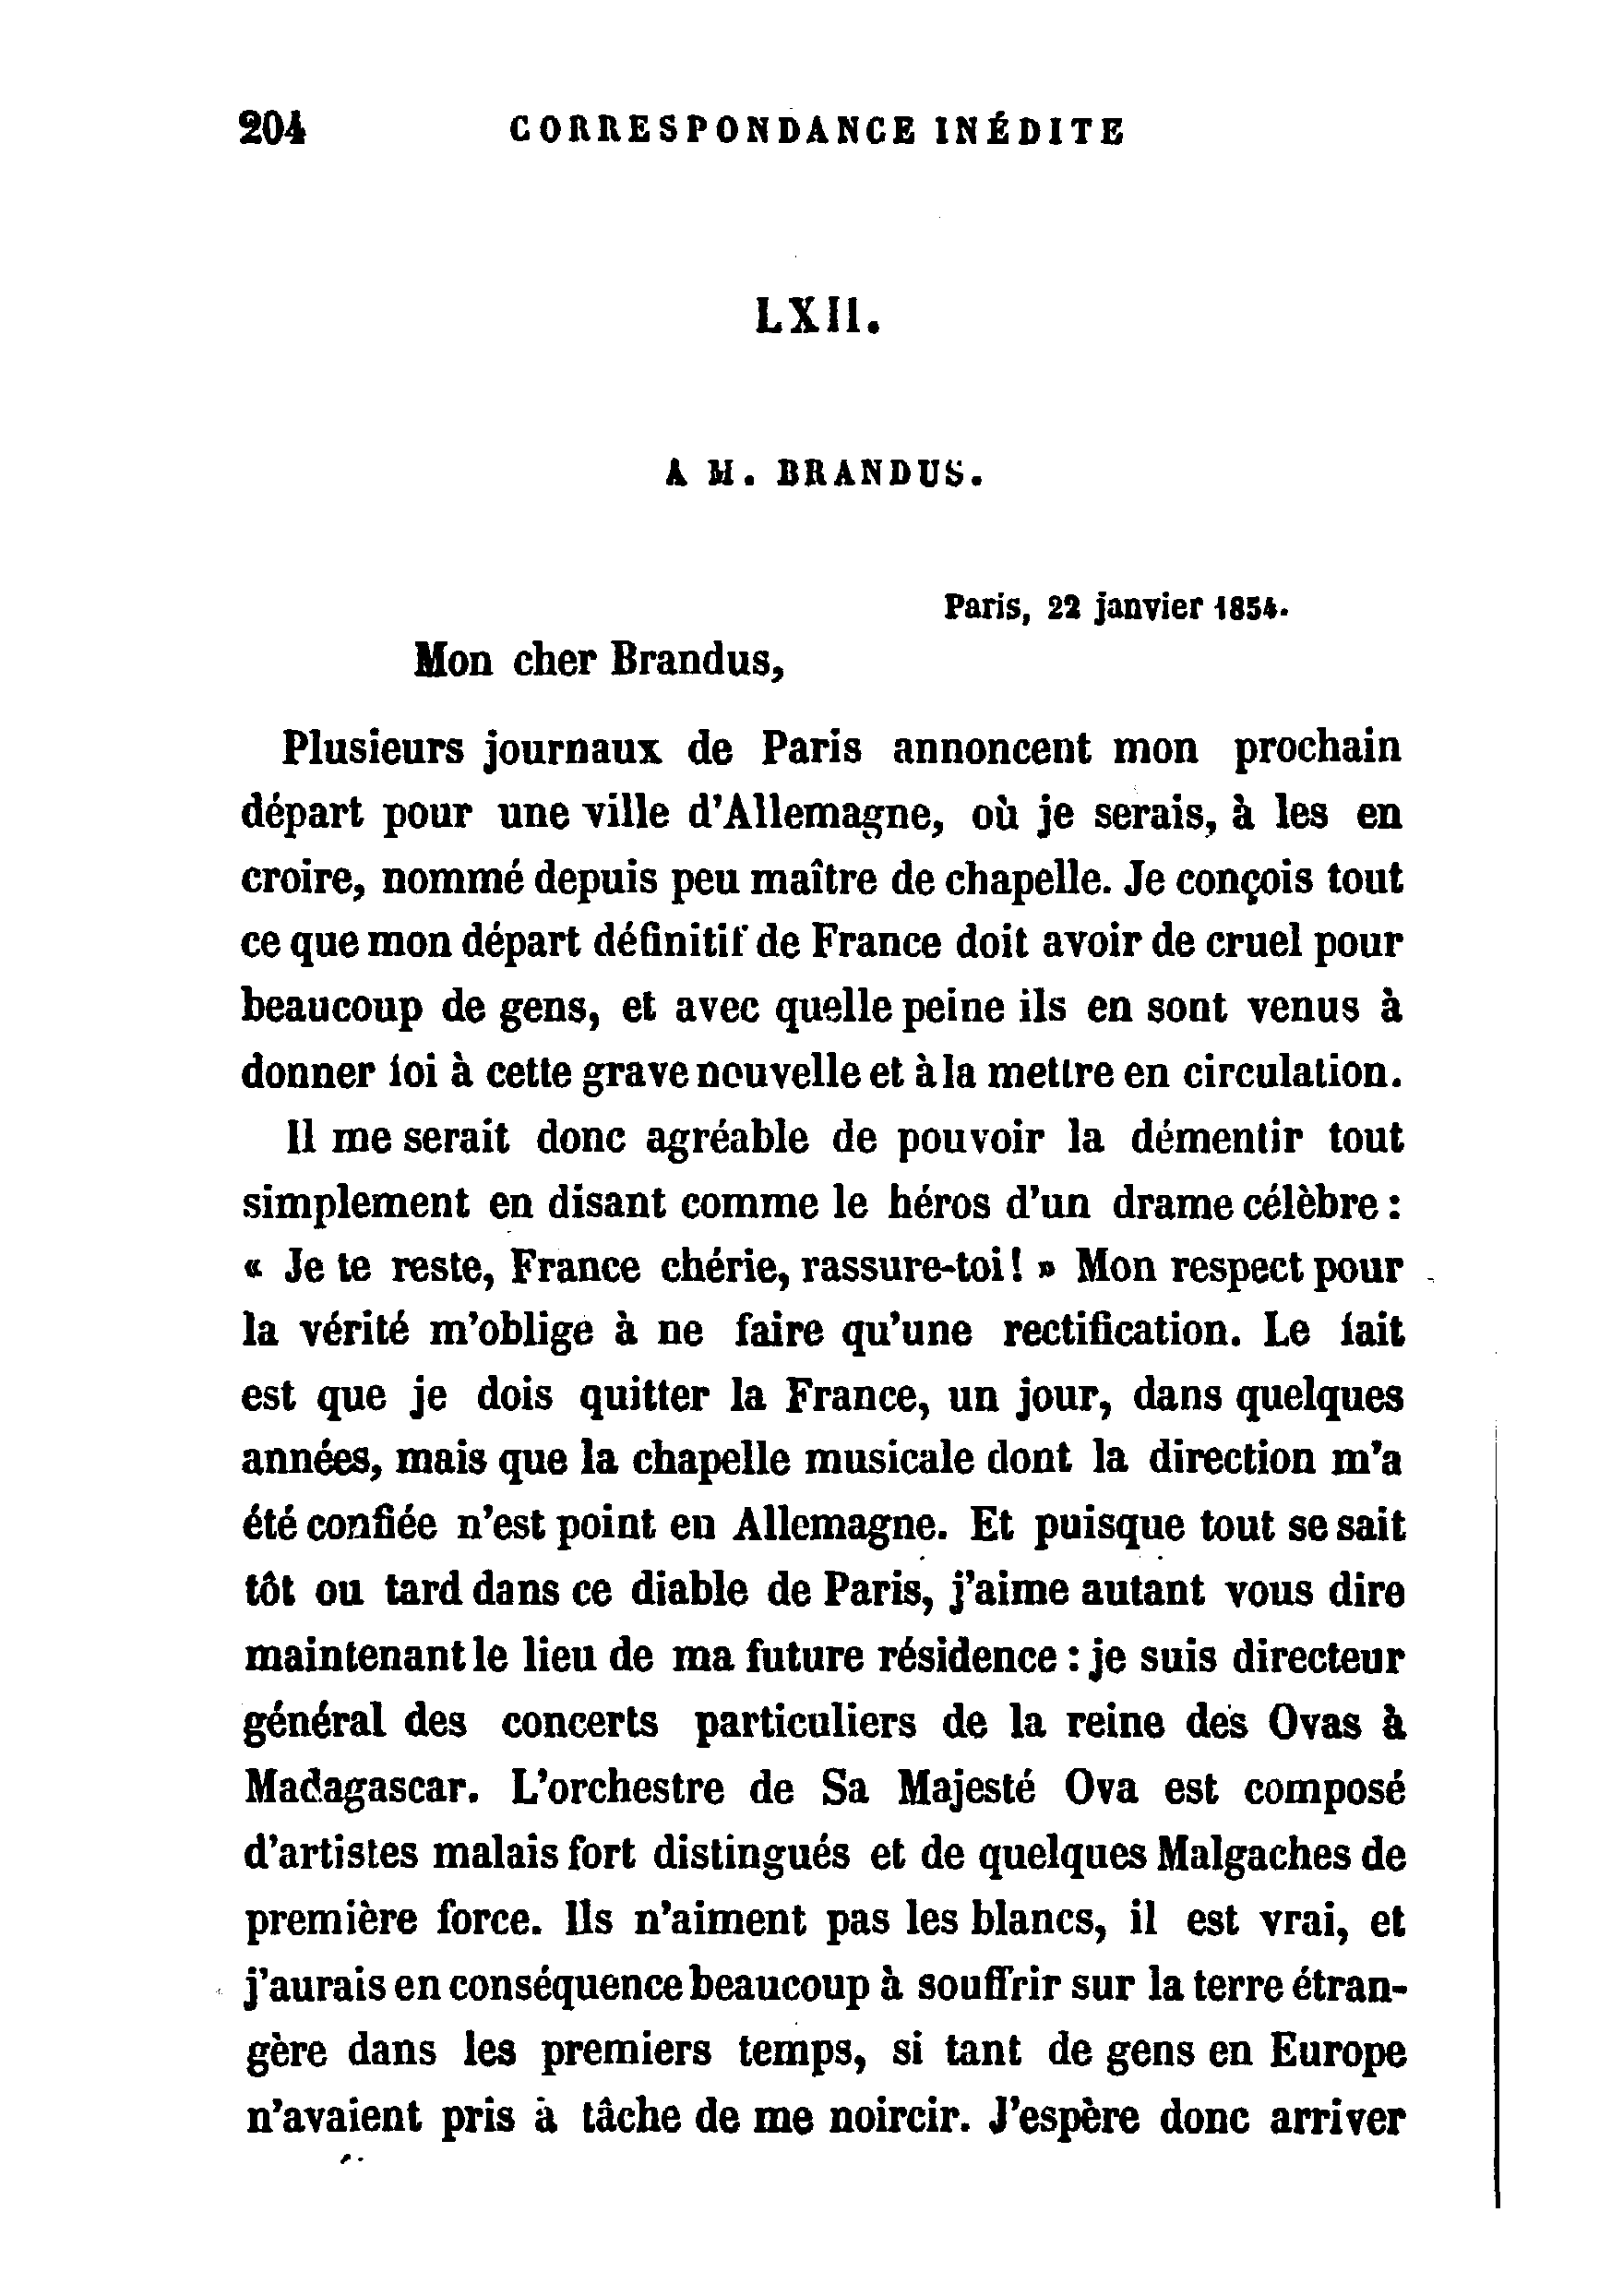 204 CORRESPONDANCE INÉDITE
LXII.
A M. BRANDUS.
Paris, 22 janvier 1854.
Mon cher Brandus,
Plusieurs journaux de Paris annoncent mon prochain
départ pour une ville d'Allemagne, où je serais, à les en
croire, nommé depuis peu maître de chapelle. Je conçois tout
ce que mon départ définitif de France doit avoir de cruel pour
beaucoup de gens, et avec quelle peine ils en sont venus à
donner foi à cette grave nouvelle et à la mettre en circulation.
Il me serait donc agréable de pouvoir la démentir tout
simplement en disant comme le héros d'un drame célèbre :
« Je te reste, France chérie, rassure-toi! » Mon respect pour
la vérité m'oblige à ne faire qu'une rectification. Le fait
est que je dois quitter la France, un jour, dans quelques
années, mais que la chapelle musicale dont la direction m'a
été confiée n'est point en Allemagne. Et puisque tout se sait
tôt ou tard dans ce diable de Paris, j'aime autant vous dire
maintenant le lieu de ma future résidence : je suis directeur
général des concerts particuliers de la reine des Ovas à
Madagascar. L'orchestre de Sa Majesté Ova est composé
d'artistes malais fort distingués et de quelques Malgaches de
première force. Ils n'aiment pas les blancs, il est vrai, et
j'aurais en conséquence beaucoup à souffrir sur la terre étran-
gère dans les premiers temps, si tant de gens en Europe
n'avaient pris à tâche de me noircir. J'espère donc arriver